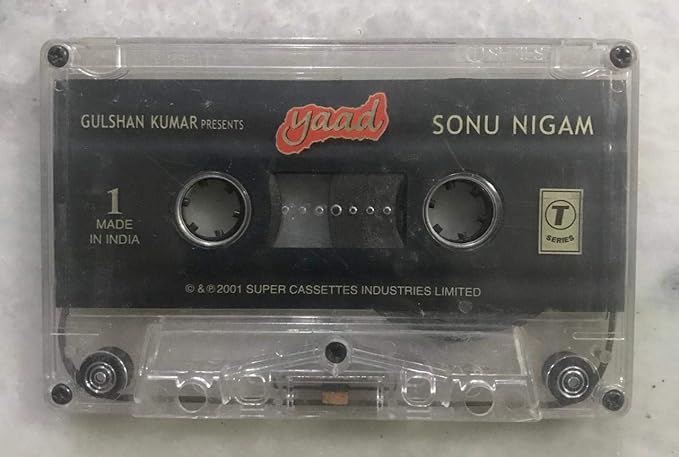 GULSHAN KUMAR PRESENTS
yaad
SONU NIGAM
1
MADE
IN INDIA
T
SERIES
© & ℗ 2001 SUPER CASSETTES INDUSTRIES LIMITED